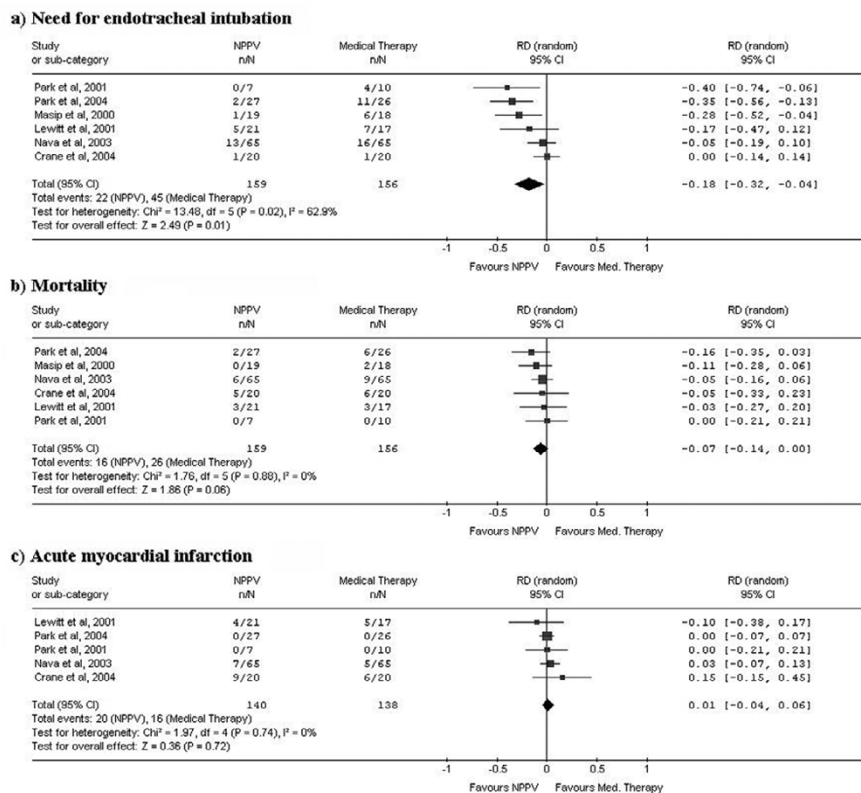 a) Need for endotracheal intubation
Study NPPV Medical Therapy RD (random) RD (random)
or sub-category n/N n/N 95% CI 95% CI
Park et al, 2001 0/7 4/10 -0.40 [-0.74, -0.06]
Park et al, 2004 2/27 11/26 -0.35 [-0.56, -0.13]
Masip et al, 2000 1/19 6/18 -0.28 [-0.52, -0.04]
Lewitt et al, 2001 5/21 7/17 -0.17 [-0.47, 0.12]
Nava et al, 2003 13/65 16/65 -0.05 [-0.19, 0.10]
Crane et al, 2004 1/20 1/20 0.00 [-0.14, 0.14]
Total (95% CI) 159 156 -0.18 [-0.32, -0.04]
Total events: 22 (NPPV), 45 (Medical Therapy)
Test for heterogeneity: Chi² = 13.48, df = 5 (P = 0.02), I² = 62.9%
Test for overall effect: Z = 2.49 (P = 0.01)
-1 -0.5 0 0.5 1
Favours NPPV Favours Med. Therapy
b) Mortality
Study NPPV Medical Therapy RD (random) RD (random)
or sub-category n/N n/N 95% CI 95% CI
Park et al, 2004 2/27 6/26 -0.16 [-0.35, 0.03]
Masip et al, 2000 0/19 2/18 -0.11 [-0.28, 0.06]
Nava et al, 2003 6/65 9/65 -0.05 [-0.16, 0.06]
Crane et al, 2004 5/20 6/20 -0.05 [-0.33, 0.23]
Lewitt et al, 2001 3/21 3/17 -0.03 [-0.27, 0.20]
Park et al, 2001 0/7 0/10 0.00 [-0.21, 0.21]
Total (95% CI) 159 156 -0.07 [-0.14, 0.00]
Total events: 16 (NPPV), 26 (Medical Therapy)
Test for heterogeneity: Chi² = 1.76, df = 5 (P = 0.88), I² = 0%
Test for overall effect: Z = 1.86 (P = 0.06)
-1 -0.5 0 0.5 1
Favours NPPV Favours Med. Therapy
c) Acute myocardial infarction
Study NPPV Medical Therapy RD (random) RD (random)
or sub-category n/N n/N 95% CI 95% CI
Lewitt et al, 2001 4/21 5/17 -0.10 [-0.38, 0.17]
Park et al, 2004 0/27 0/26 0.00 [-0.07, 0.07]
Park et al, 2001 0/7 0/10 0.00 [-0.21, 0.21]
Nava et al, 2003 7/65 5/65 0.03 [-0.07, 0.13]
Crane et al, 2004 9/20 6/20 0.15 [-0.15, 0.45]
Total (95% CI) 140 138 0.01 [-0.04, 0.06]
Total events: 20 (NPPV), 16 (Medical Therapy)
Test for heterogeneity: Chi² = 1.97, df = 4 (P = 0.74), I² = 0%
Test for overall effect: Z = 0.36 (P = 0.72)
-1 -0.5 0 0.5 1
Favours NPPV Favours Med. Therapy